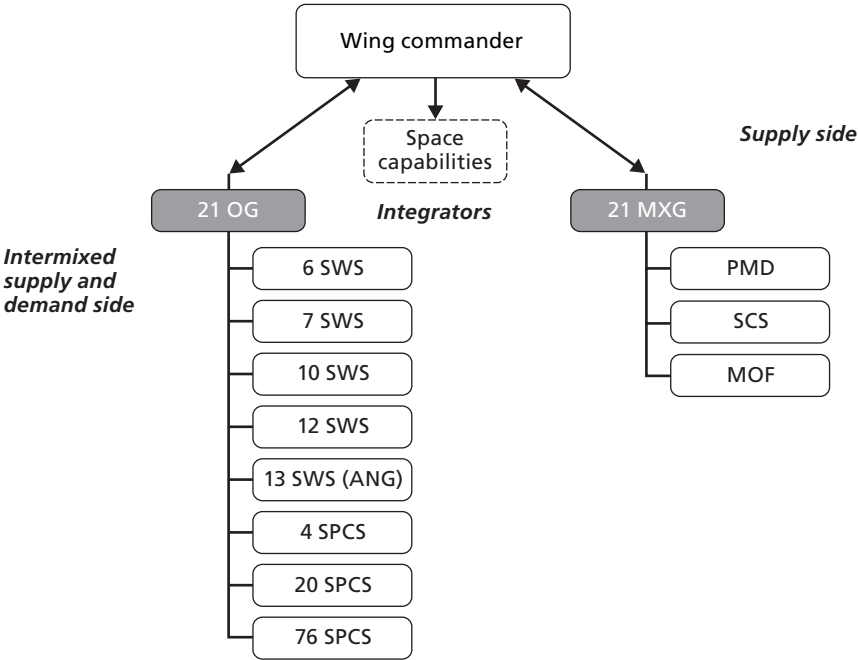 Wing commander
Space
capabilities
Supply side
21 OG
Integrators
21 MXG
Intermixed
supply and
demand side
6 SWS
7 SWS
10 SWS
12 SWS
13 SWS (ANG)
4 SPCS
20 SPCS
76 SPCS
PMD
SCS
MOF